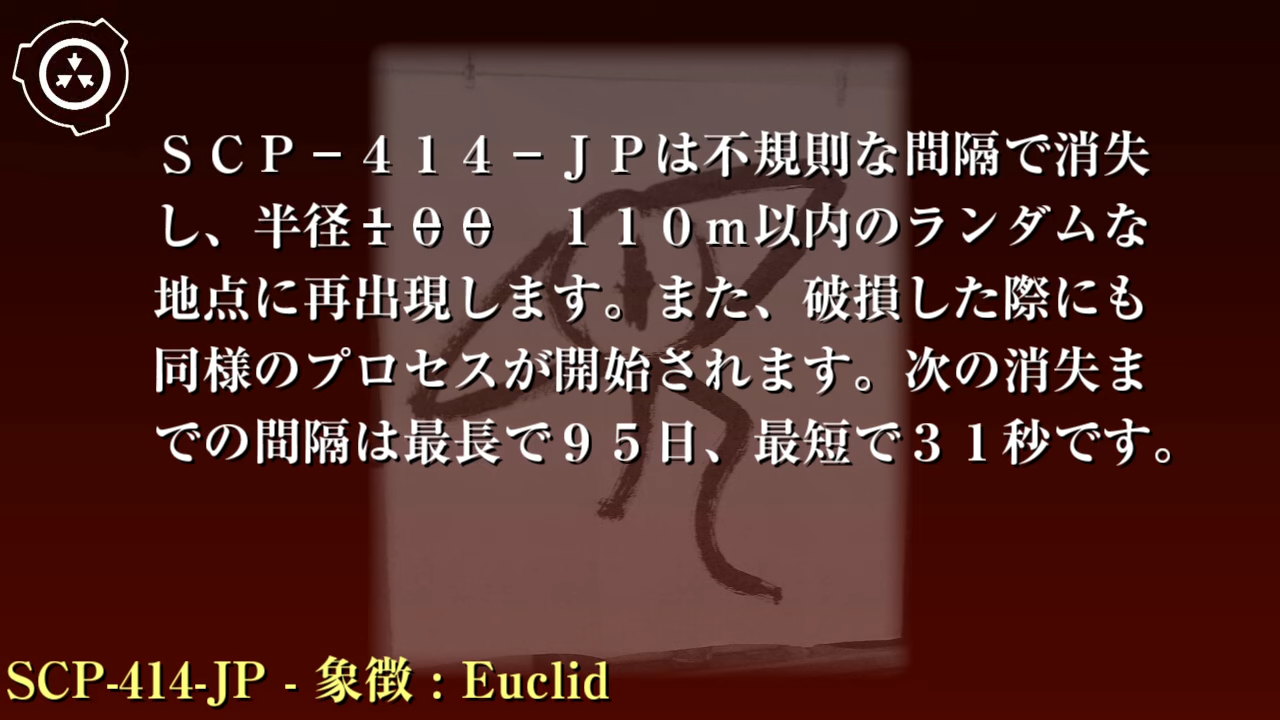 SCP-414-JPは不規則な間隔で消失
し、半径100 110m以内のランダムな
地点に再出現します。また、破損した際にも
同様のプロセスが開始されます。次の消失ま
での間隔は最長で95日、最短で31秒です。
SCP-414-JP - 象徴：Euclid